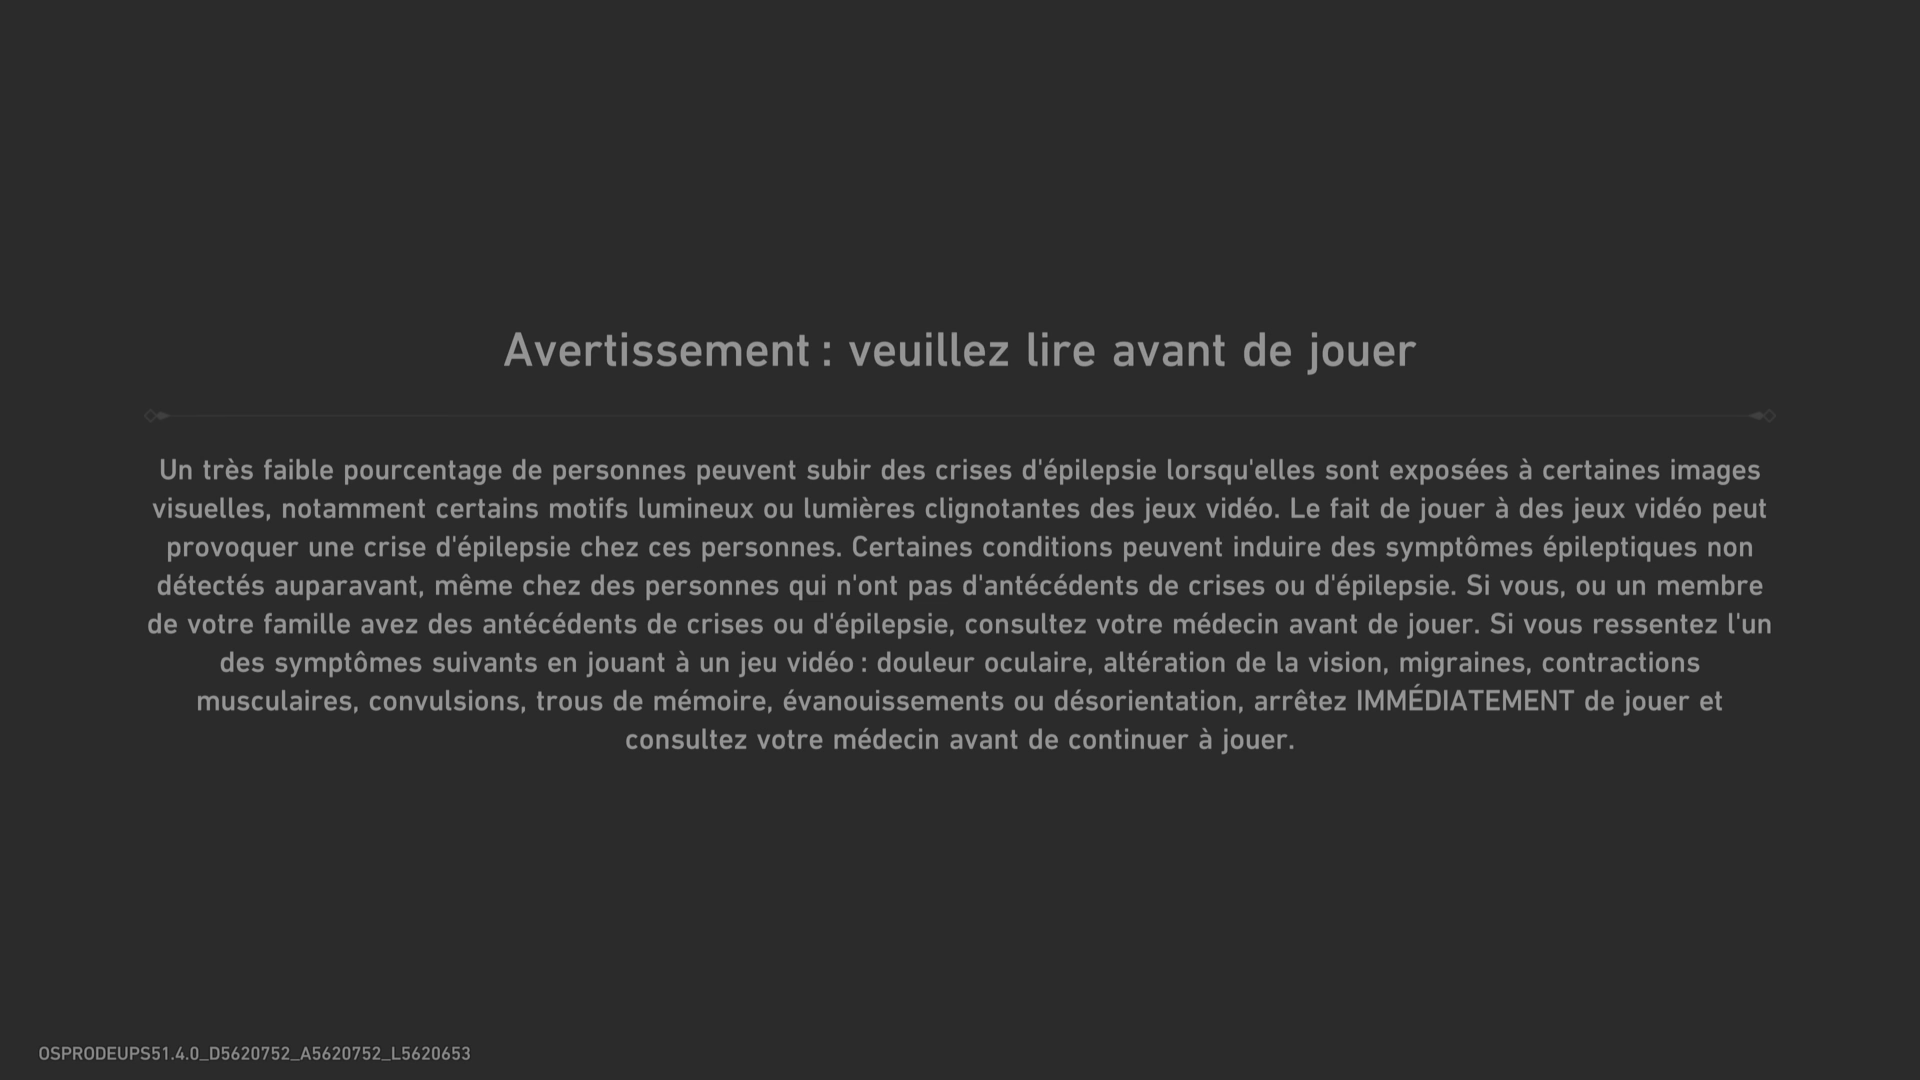 Avertissement : veuillez lire avant de jouer
Un très faible pourcentage de personnes peuvent subir des crises d'épilepsie lorsqu'elles sont exposées à certaines images
visuelles, notamment certains motifs lumineux ou lumières clignotantes des jeux vidéo. Le fait de jouer à des jeux vidéo peut
provoquer une crise d'épilepsie chez ces personnes. Certaines conditions peuvent induire des symptômes épileptiques non
détectés auparavant, même chez des personnes qui n'ont pas d'antécédents de crises ou d'épilepsie. Si vous, ou un membre
de votre famille avez des antécédents de crises ou d'épilepsie, consultez votre médecin avant de jouer. Si vous ressentez l'un
des symptômes suivants en jouant à un jeu vidéo : douleur oculaire, altération de la vision, migraines, contractions
musculaires, convulsions, trous de mémoire, évanouissements ou désorientation, arrêtez IMMÉDIATEMENT de jouer et
consultez votre médecin avant de continuer à jouer.
OSPRODEUPS51.4.0_D5620752_A5620752_L5620653